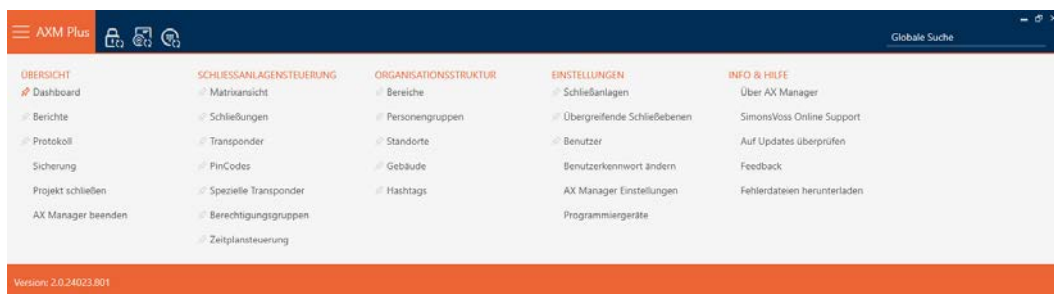 AXM Plus
Globale Suche
ÜBERSICHT
Dashboard
Berichte
Protokoll
Sicherung
Projekt schließen
AX Manager beenden
SCHLIESSANLAGENSTEUERUNG
Matrixansicht
Schließungen
Transponder
PinCodes
Spezielle Transponder
Berechtigungsgruppen
Zeitplansteuerung
ORGANISATIONSSTRUKTUR
Bereiche
Personengruppen
Standorte
Gebäude
Hashtags
EINSTELLUNGEN
Schließanlagen
Übergreifende Schließebenen
Benutzer
Benutzerkennwort ändern
AX Manager Einstellungen
Programmiergeräte
INFO & HILFE
Über AX Manager
SimonsVoss Online Support
Auf Updates überprüfen
Feedback
Fehlerdateien herunterladen
Version: 2.0.24023.801